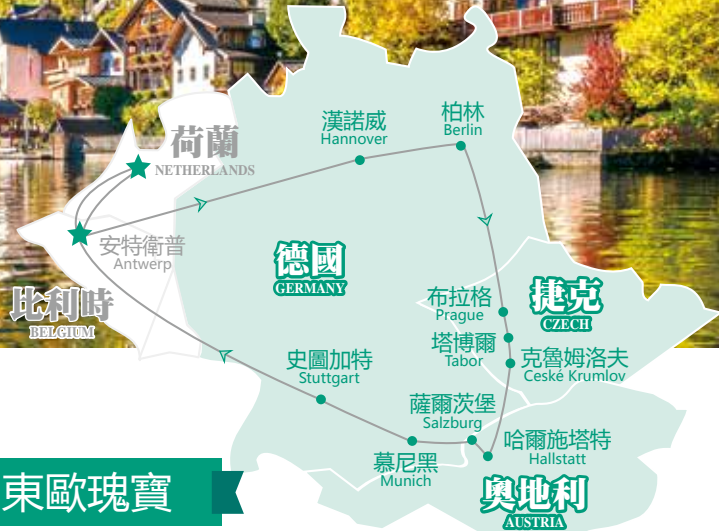 漢諾威
Hannover
柏林
Berlin
荷蘭
NETHERLANDS
安特衛普
Antwerp
德國
GERMANY
比利時
BELGIUM
布拉格
Prague
捷克
CZECH
塔博爾
Tabor
克魯姆洛夫
Ceské Krumlov
史圖加特
Stuttgart
薩爾茨堡
Salzburg
哈爾施塔特
Hallstatt
慕尼黑
Munich
奧地利
AUSTRIA
東歐瑰寶